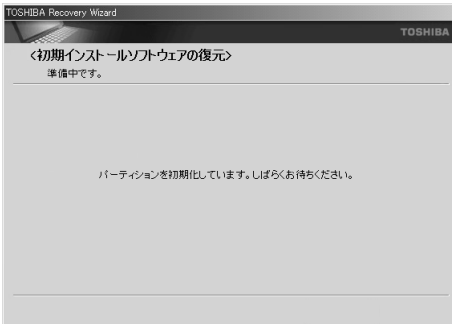 TOSHIBA Recovery Wizard
TOSHIBA
<初期インストールソフトウェアの復元>
準備中です。
パーティションを初期化しています。しばらくお待ちください。